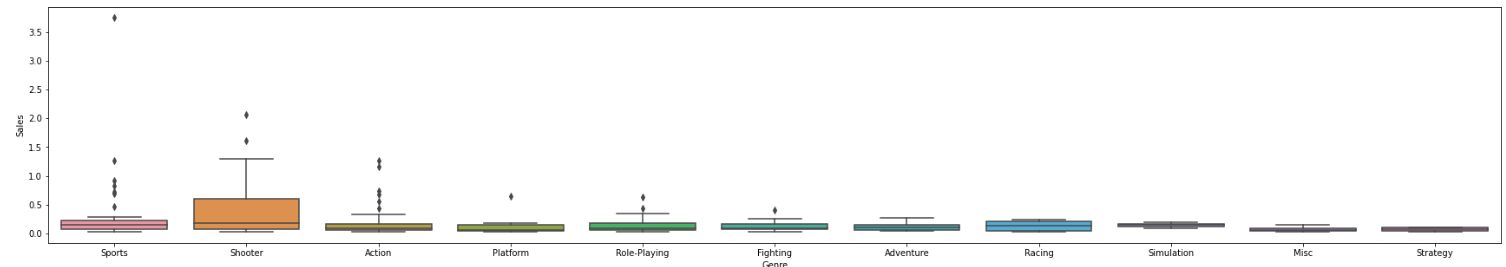 3.5
3.0
2.5
2.0
1.5
1.0
0.5
0.0
Sales
Sports Shooter Action Platform Role-Playing Fighting Adventure Racing Simulation Misc Strategy
Genre